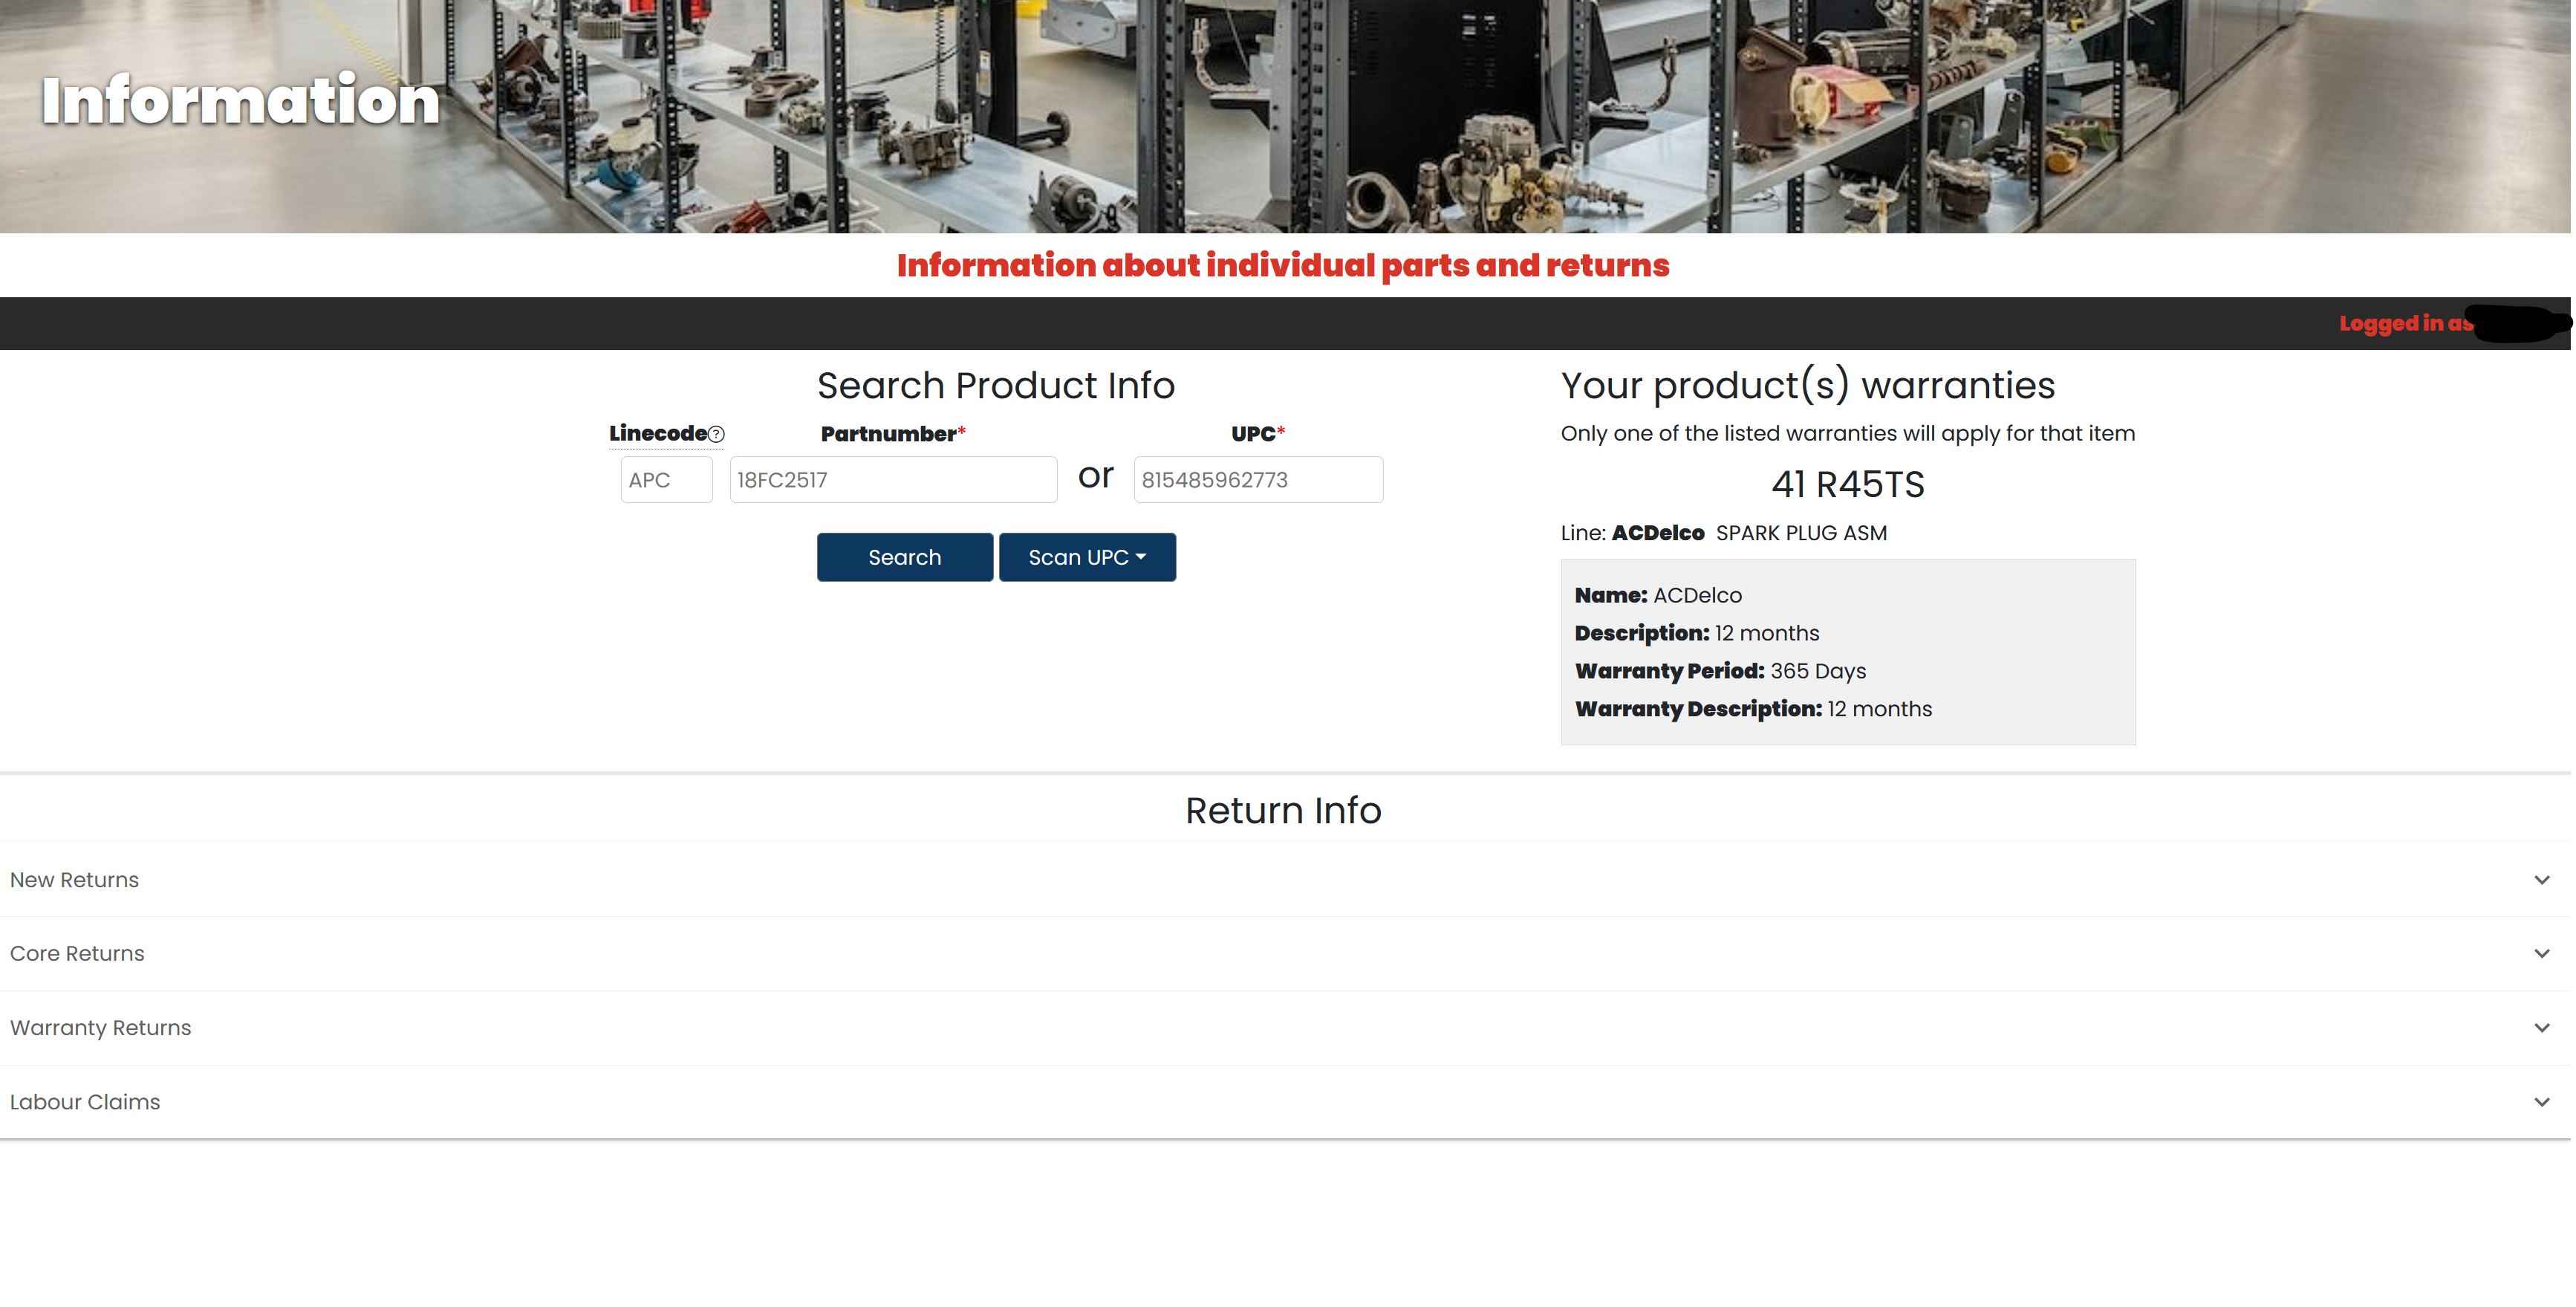 Information
Information about individual parts and returns
Logged in as
Search Product Info
Linecode? Partnumber* UPC*
APC 18FC2517 or 815485962773
Search Scan UPC
Your product(s) warranties
Only one of the listed warranties will apply for that item
41 R45TS
Line: ACDelco SPARK PLUG ASM
Name: ACDelco
Description: 12 months
Warranty Period: 365 Days
Warranty Description: 12 months
Return Info
New Returns
Core Returns
Warranty Returns
Labour Claims